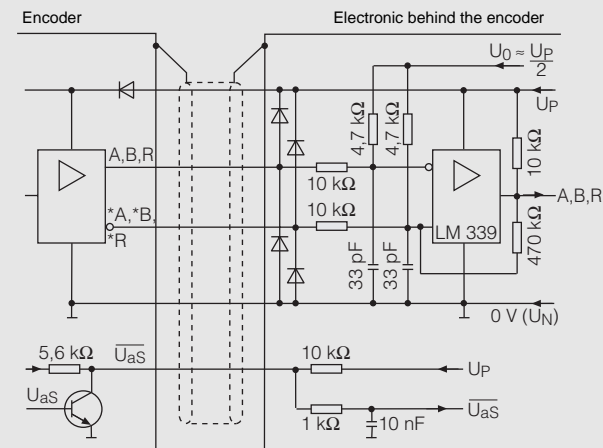 Encoder
Electronic behind the encoder
U0 ≈ UP/2
UP
4,7 kΩ
4,7 kΩ
10 kΩ
A,B,R
10 kΩ
A,B,R
*A,*B,
*R
10 kΩ
LM 339
470 kΩ
33 pF
33 pF
0 V (UN)
5,6 kΩ
UaS
10 kΩ
UP
UaS
1 kΩ
10 nF
UaS